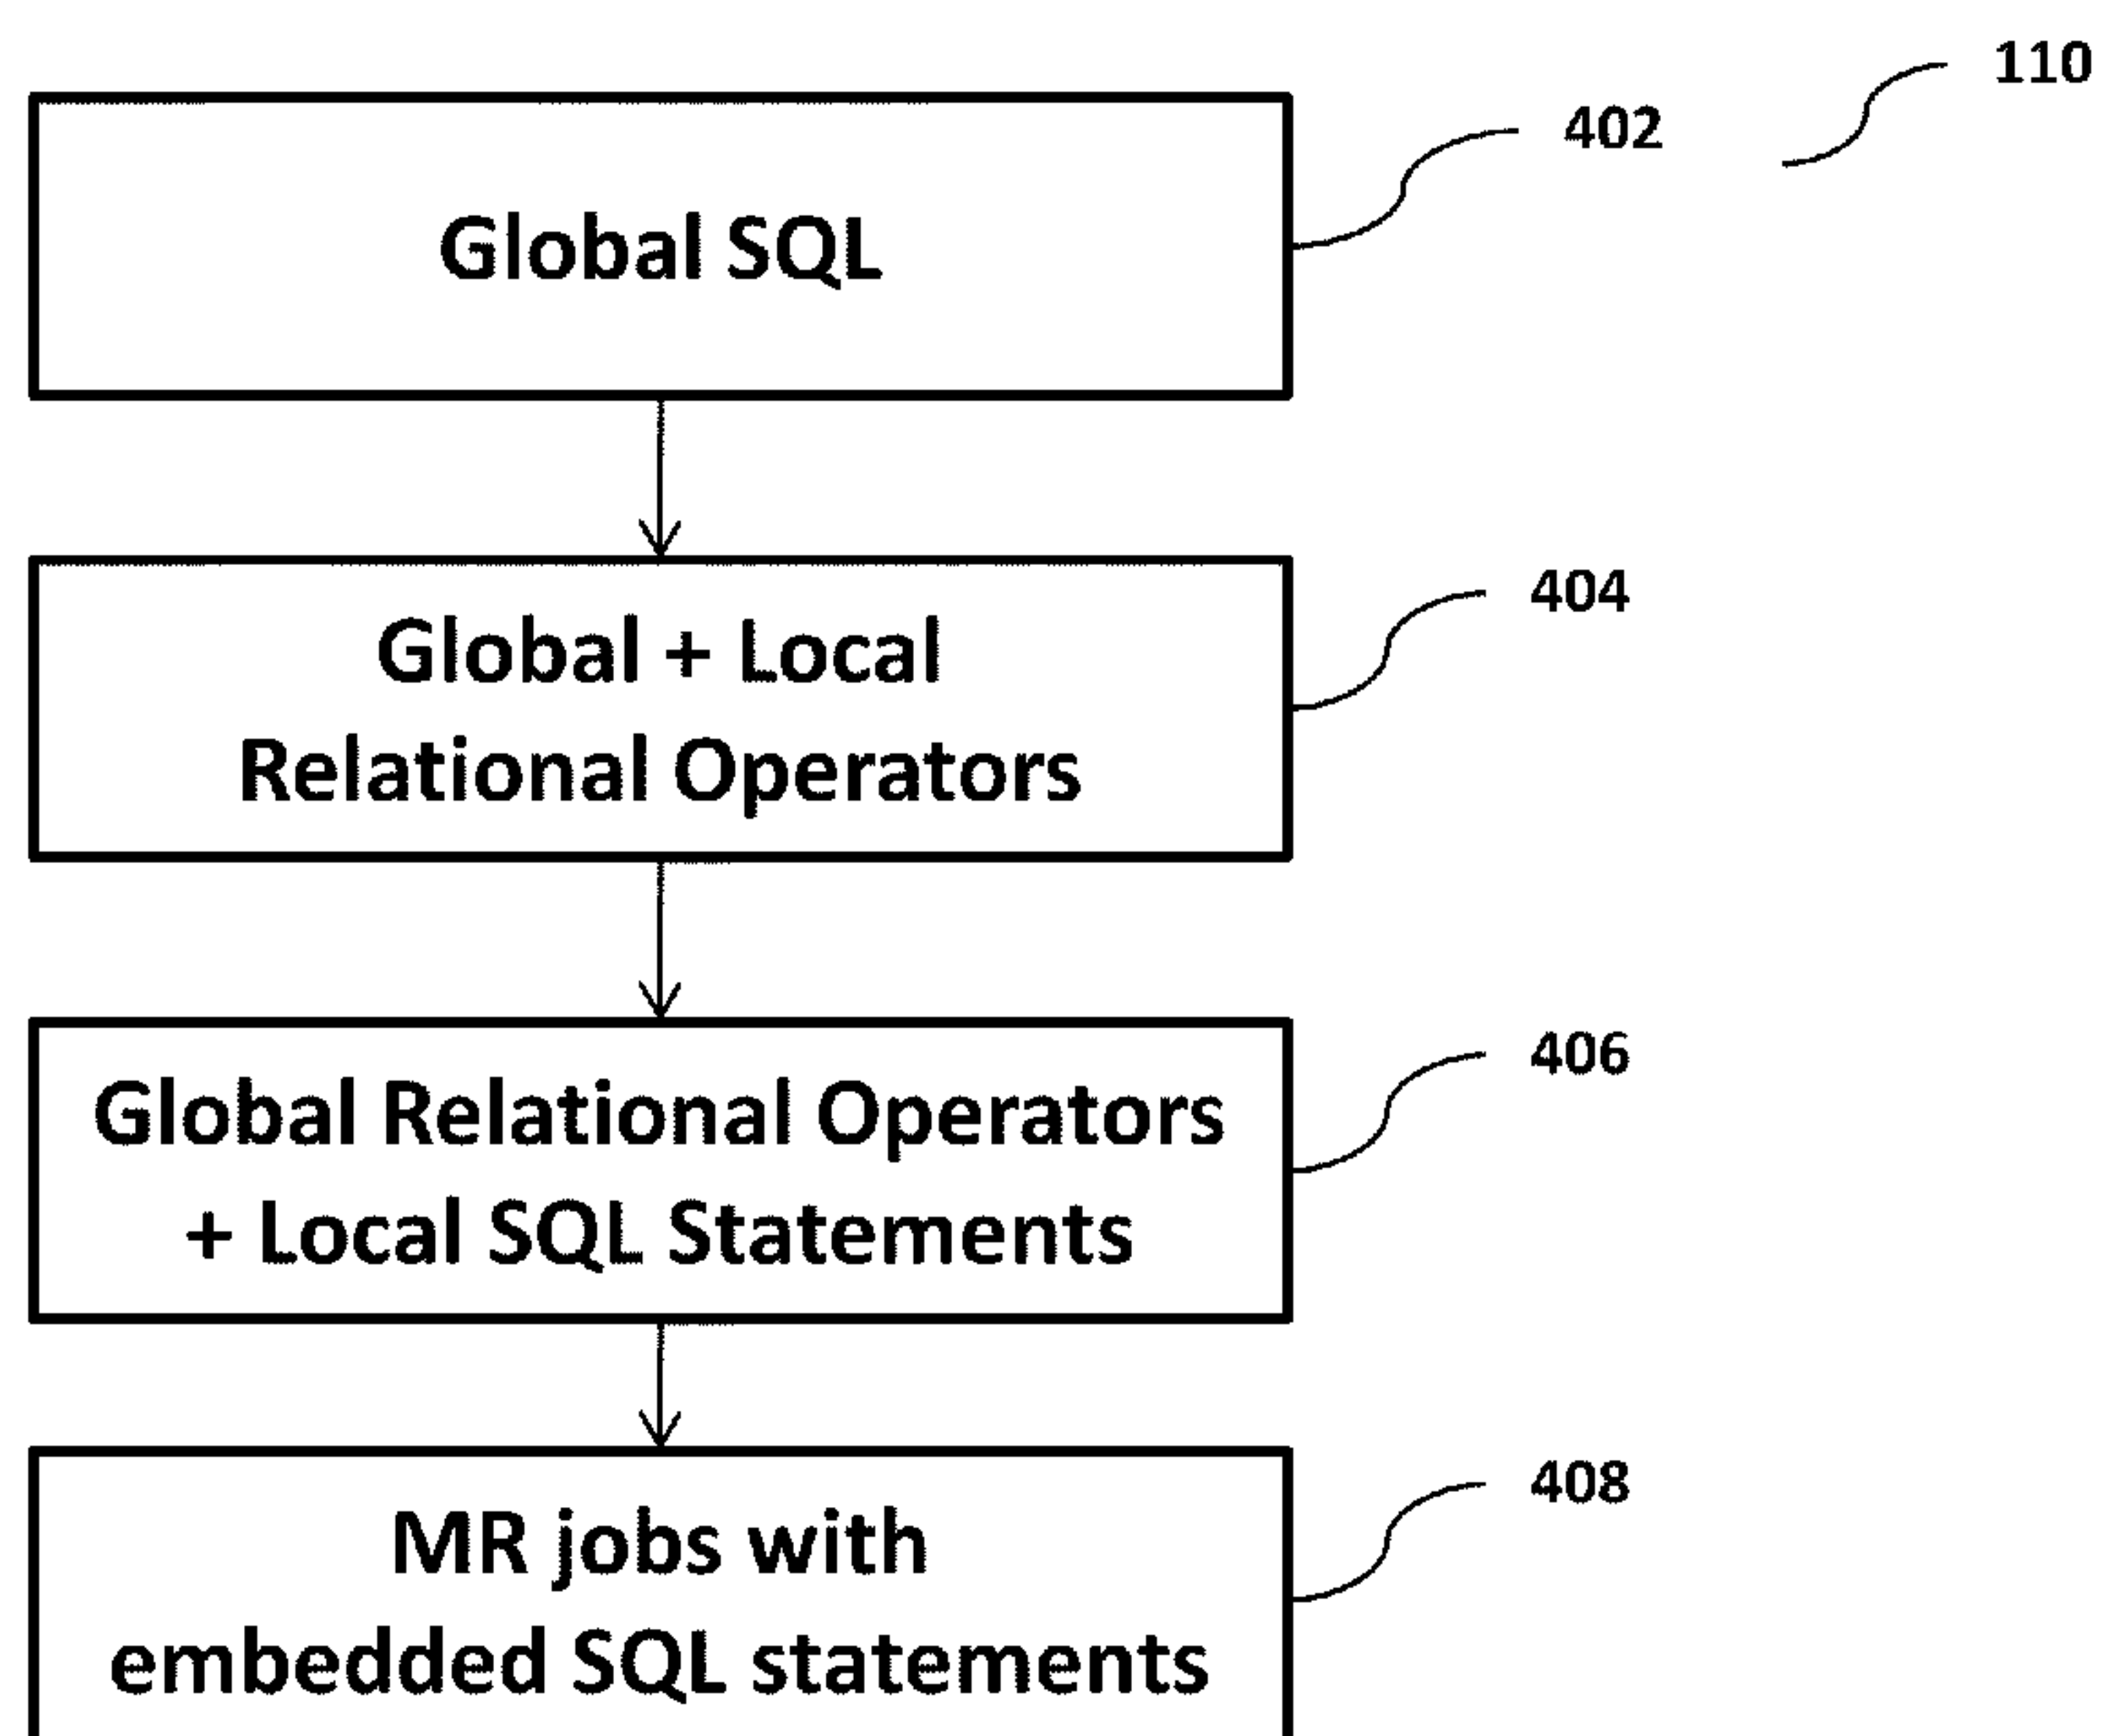 110
402
Global SQL
404
Global + Local
Relational Operators
406
Global Relational Operators
+ Local SQL Statements
408
MR jobs with
embedded SQL statements